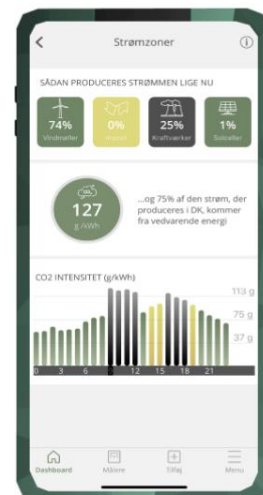 Strømzoner
SÅDAN PRODUCERES STRØMMEN LIGE NU
74% 0% 25% 1%
Vindmøller Kraftværker Solceller
127
g/kWh
...og 75% af den strøm, der
produceres i DK, kommer
fra vedvarende energi
CO2 INTENSITET (g/kWh)
113 g
75 g
37 g
0 3 6 12 15 18 21
Dashboard Målere Tilføj Menu